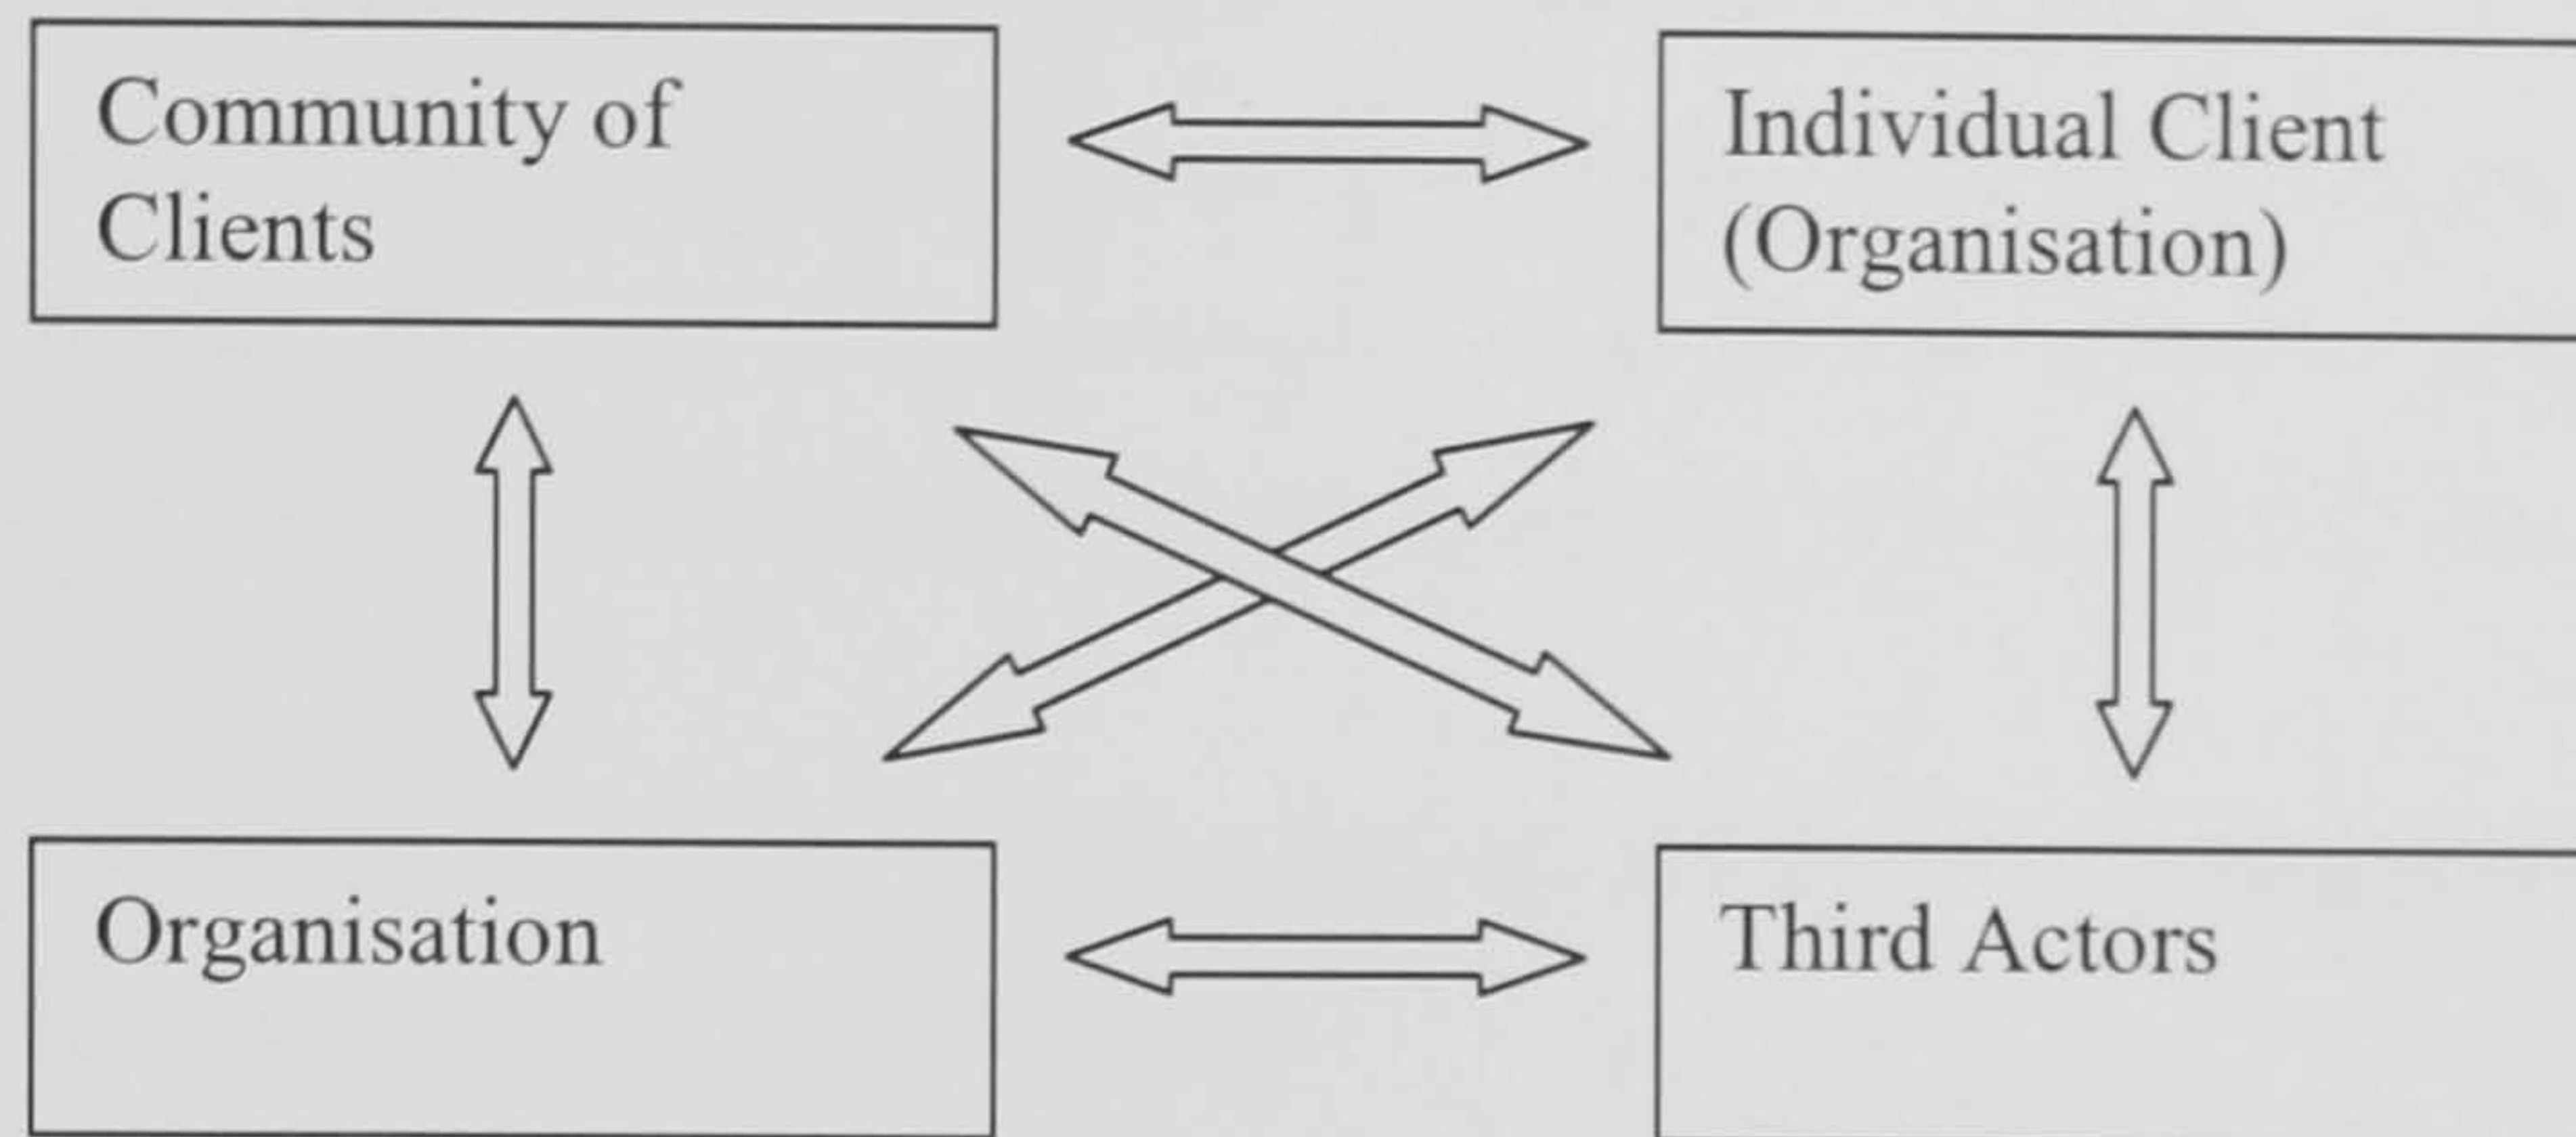 Community of
Clients
Individual Client
(Organisation)
Organisation
Third Actors